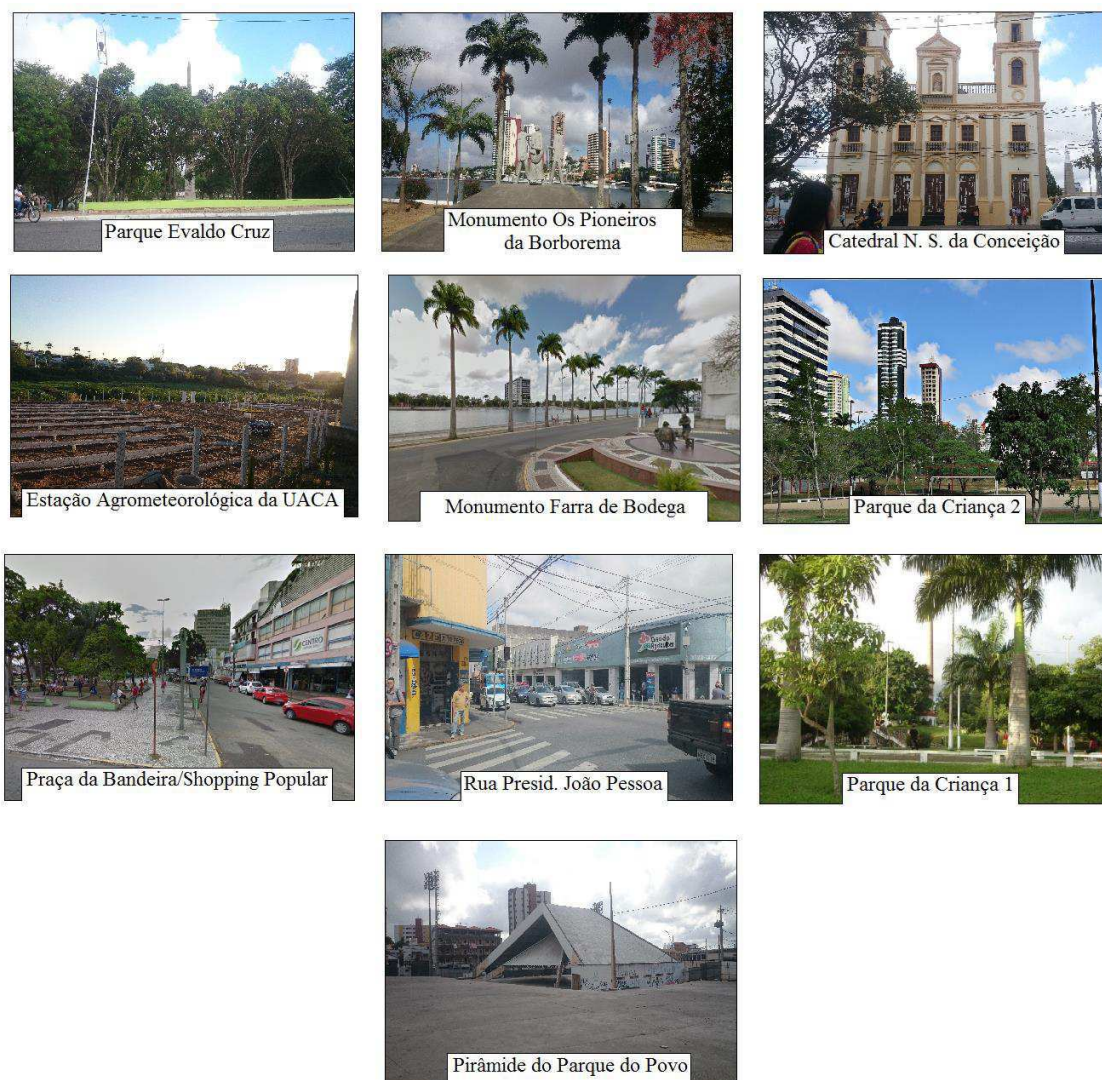 Parque Evaldo Cruz
Monumento Os Pioneiros
da Borborema
Catedral N. S. da Conceição
Estação Agrometeorológica da UACA
Monumento Farra de Bodega
Parque da Criança 2
CENTRO
Praça da Bandeira/Shopping Popular
Rua Presid. João Pessoa
Parque da Criança 1
Pirâmide do Parque do Povo